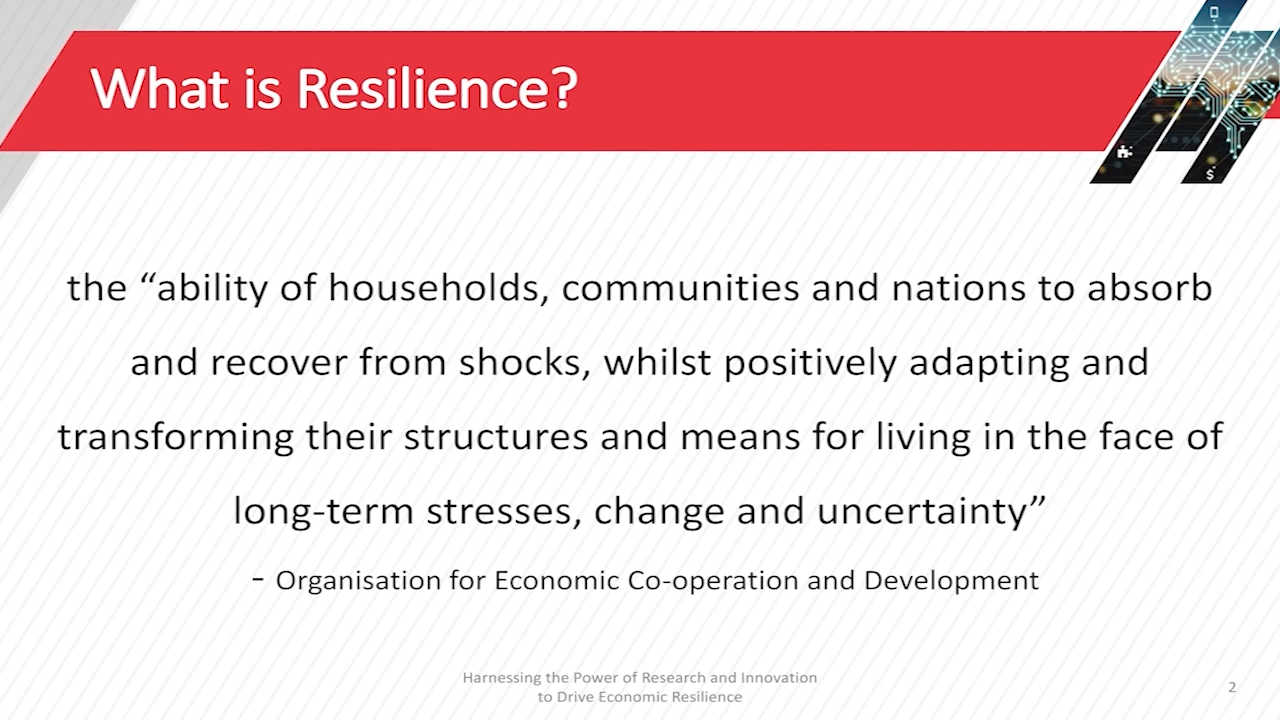 What is Resilience?
the “ability of households, communities and nations to absorb
and recover from shocks, whilst positively adapting and
transforming their structures and means for living in the face of
long-term stresses, change and uncertainty”
- Organisation for Economic Co-operation and Development
Harnessing the Power of Research and Innovation
to Drive Economic Resilience
2
$